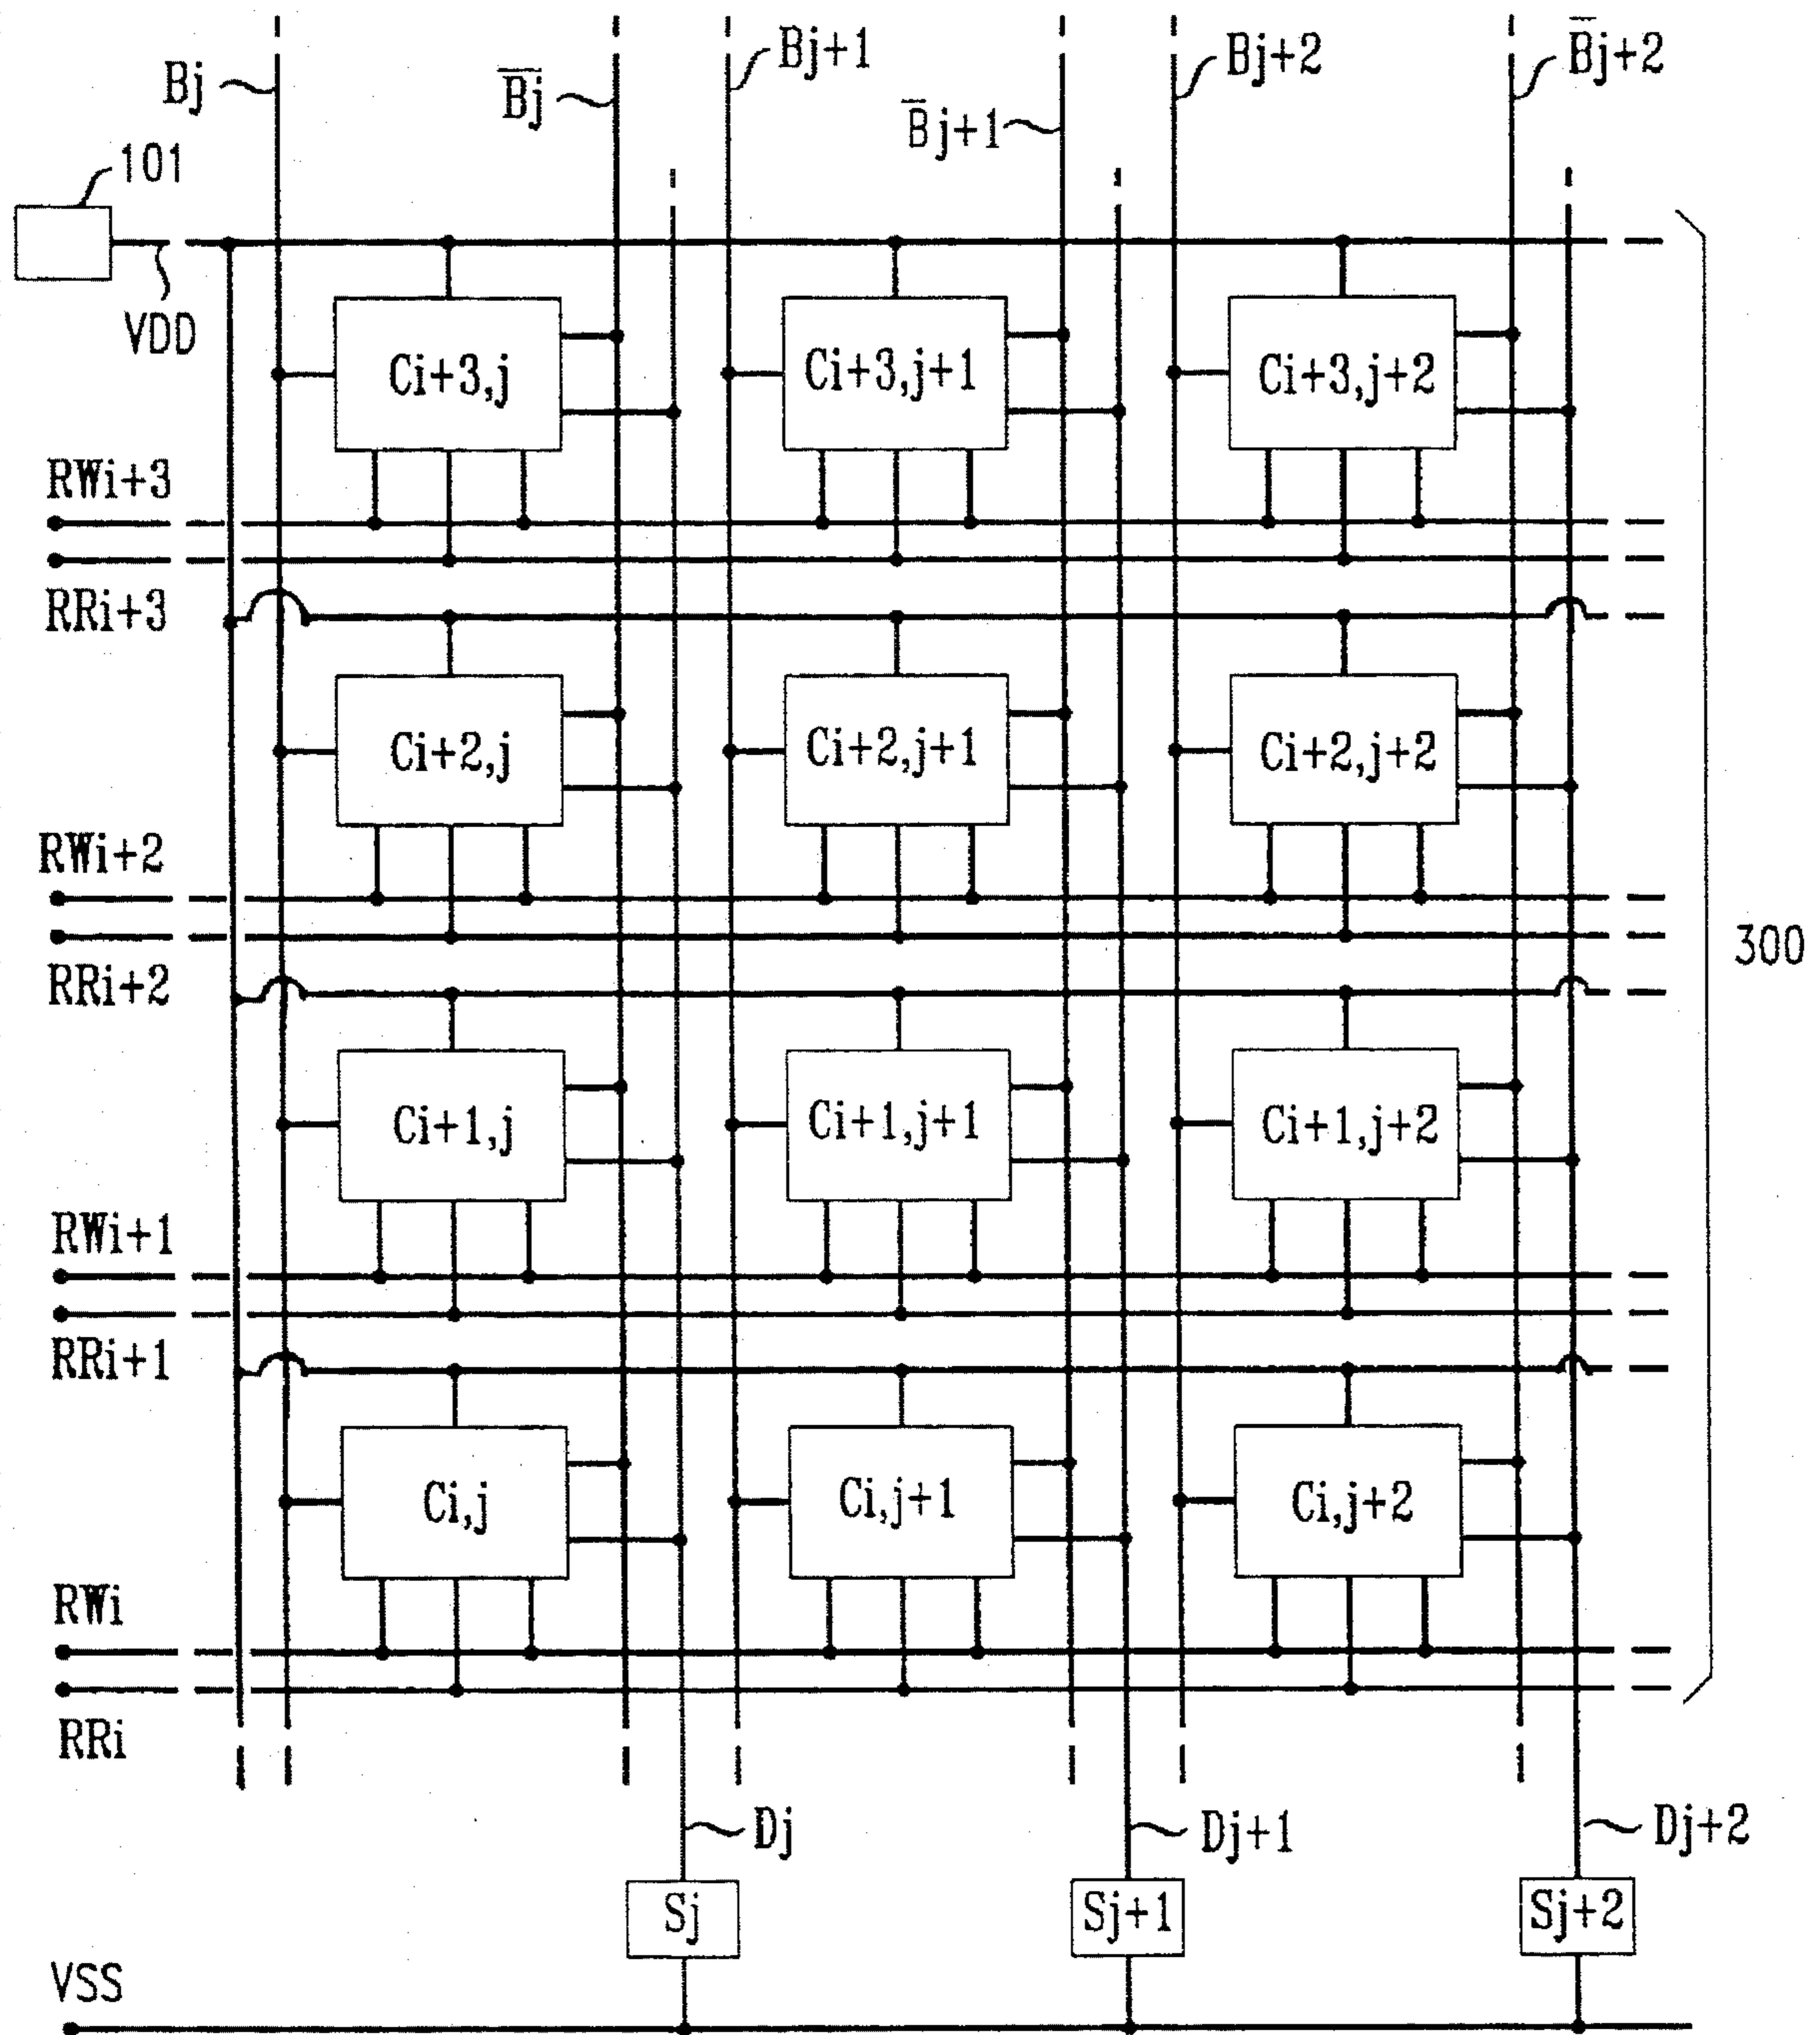 Bj
B̅j
Bj+1
B̅j+1
Bj+2
B̅j+2
101
VDD
Ci+3,j
Ci+3,j+1
Ci+3,j+2
RWi+3
RRi+3
Ci+2,j
Ci+2,j+1
Ci+2,j+2
RWi+2
RRi+2
300
Ci+1,j
Ci+1,j+1
Ci+1,j+2
RWi+1
RRi+1
Ci,j
Ci,j+1
Ci,j+2
RWi
RRi
Dj
Dj+1
Dj+2
Sj
Sj+1
Sj+2
VSS